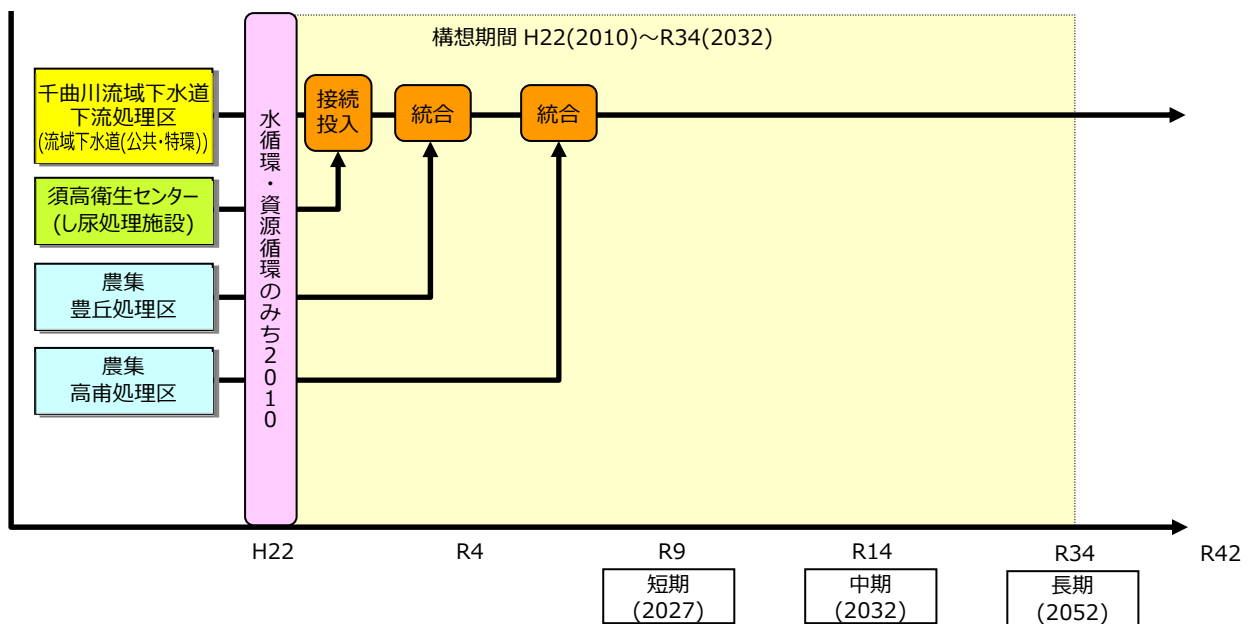 構想期間 H22(2010)～R34(2032)
千曲川流域下水道
下流処理区
(流域下水道(公共・特環))
接続
投入
統合
統合
須高衛生センター
(し尿処理施設)
農集
豊丘処理区
農集
高甫処理区
水循環・資源循環のみち2010
H22
R4
R9
R14
R34
R42
短期
(2027)
中期
(2032)
長期
(2052)